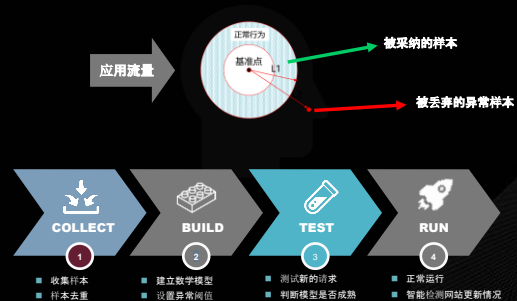 正常行为
被采纳的样本
基准点
L1
应用流量
被丢弃的异常样本
COLLECT
BUILD
TEST
RUN
1
2
3
4
收集样本
建立数学模型
测试新的请求
正常运行
样本去重
设置异常阈值
判断模型是否成熟
智能检测网站更新情况